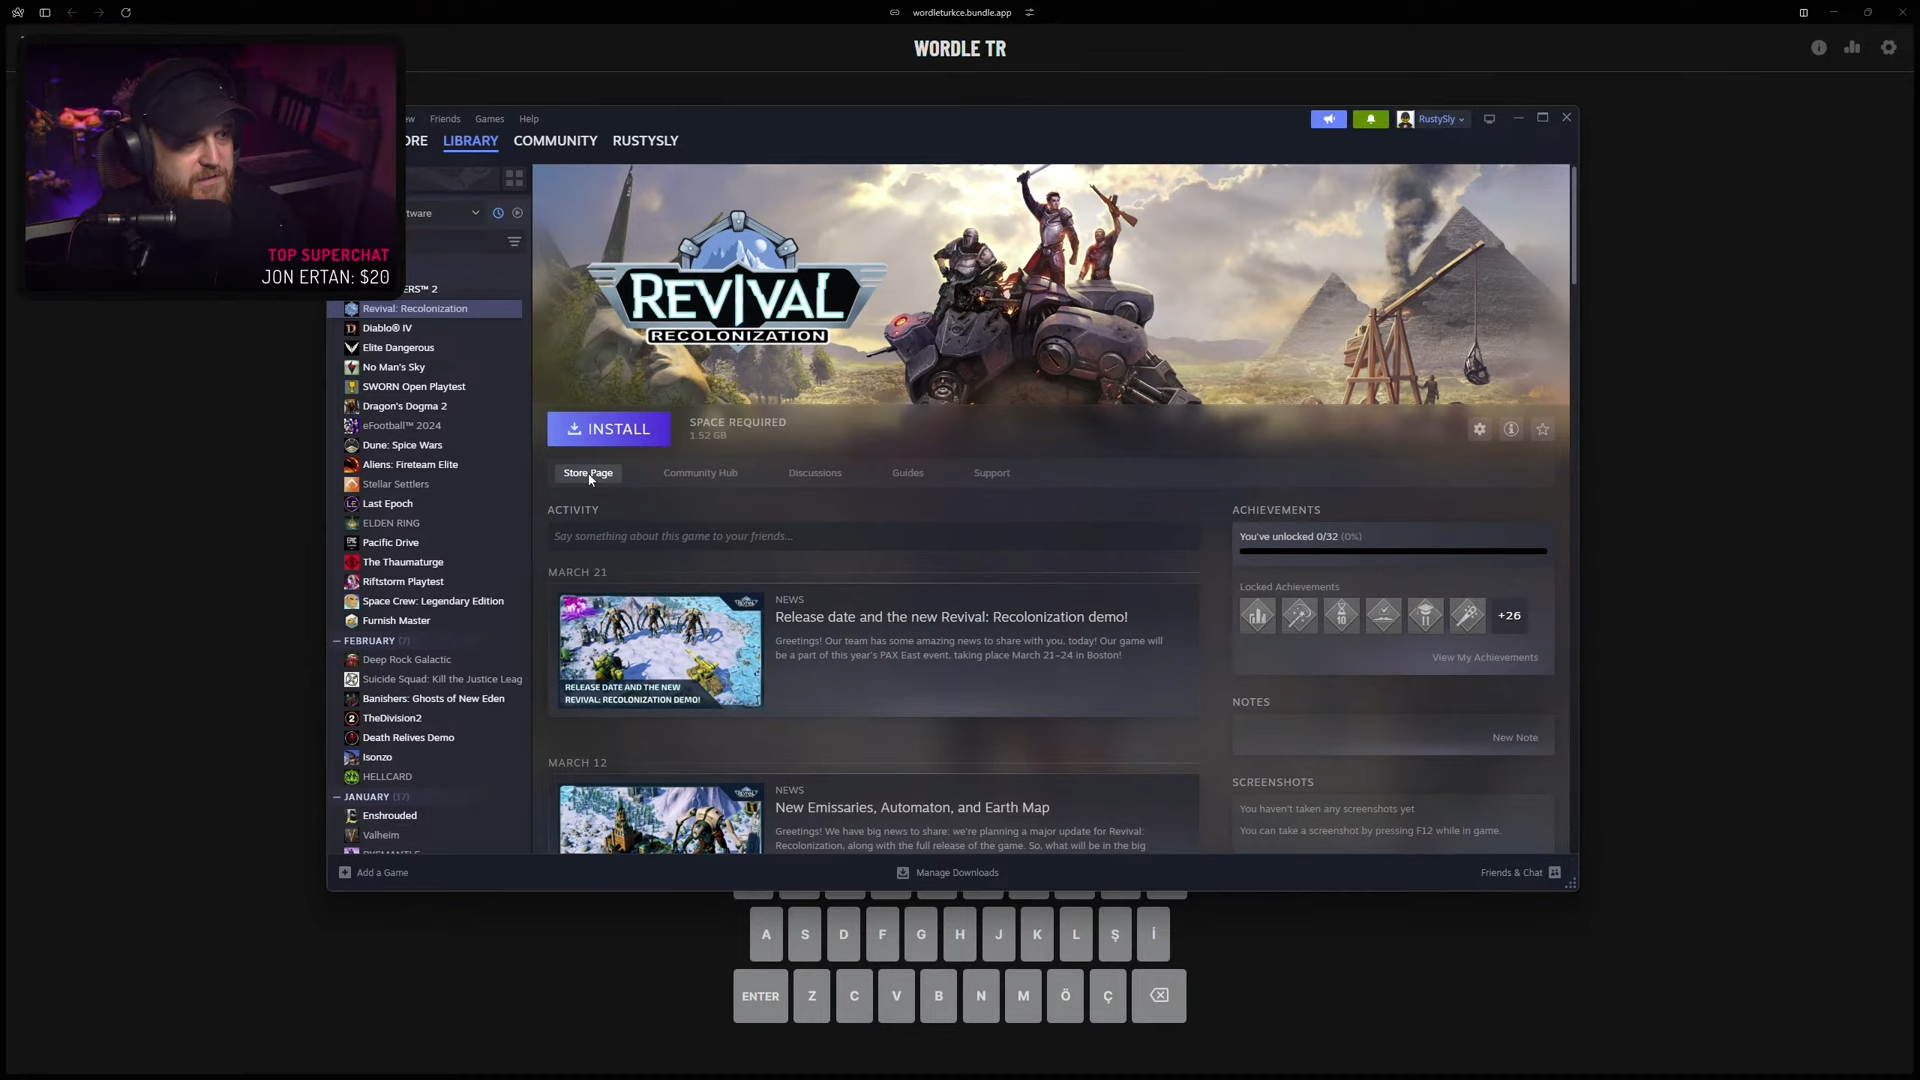 wordleturkce.bundle.app
WORDLE TR
Friends Games Help
RustySly
ORE LIBRARY COMMUNITY RUSTYSLY
tware
TOP SUPERCHAT
JON ERTAN: $20
ERS™ 2
Revival: Recolonization
Diablo® IV
Elite Dangerous
No Man's Sky
SWORN Open Playtest
Dragon's Dogma 2
eFootball™ 2024
Dune: Spice Wars
Aliens: Fireteam Elite
Stellar Settlers
Last Epoch
ELDEN RING
Pacific Drive
The Thaumaturge
Riftstorm Playtest
Space Crew: Legendary Edition
Furnish Master
FEBRUARY (7)
Deep Rock Galactic
Suicide Squad: Kill the Justice Leag
Banishers: Ghosts of New Eden
TheDivision2
Death Relives Demo
Isonzo
HELLCARD
JANUARY (17)
Enshrouded
Valheim
REVIVAL
RECOLONIZATION
INSTALL
SPACE REQUIRED
1.52 GB
Store Page Community Hub Discussions Guides Support
ACTIVITY
Say something about this game to your friends...
MARCH 21
RELEASE DATE AND THE NEW
REVIVAL: RECOLONIZATION DEMO!
NEWS
Release date and the new Revival: Recolonization demo!
Greetings! Our team has some amazing news to share with you, today! Our game will
be a part of this year's PAX East event, taking place March 21–24 in Boston!
MARCH 12
NEWS
New Emissaries, Automaton, and Earth Map
Greetings! We have big news to share: we're planning a major update for Revival:
Recolonization, along with the full release of the game. So, what will be in the big
ACHIEVEMENTS
You've unlocked 0/32 (0%)
Locked Achievements
+26
View My Achievements
NOTES
New Note
SCREENSHOTS
You haven't taken any screenshots yet
You can take a screenshot by pressing F12 while in game.
Add a Game
Manage Downloads
Friends & Chat
A S D F G H J K L Ş İ
ENTER Z C V B N M Ö Ç